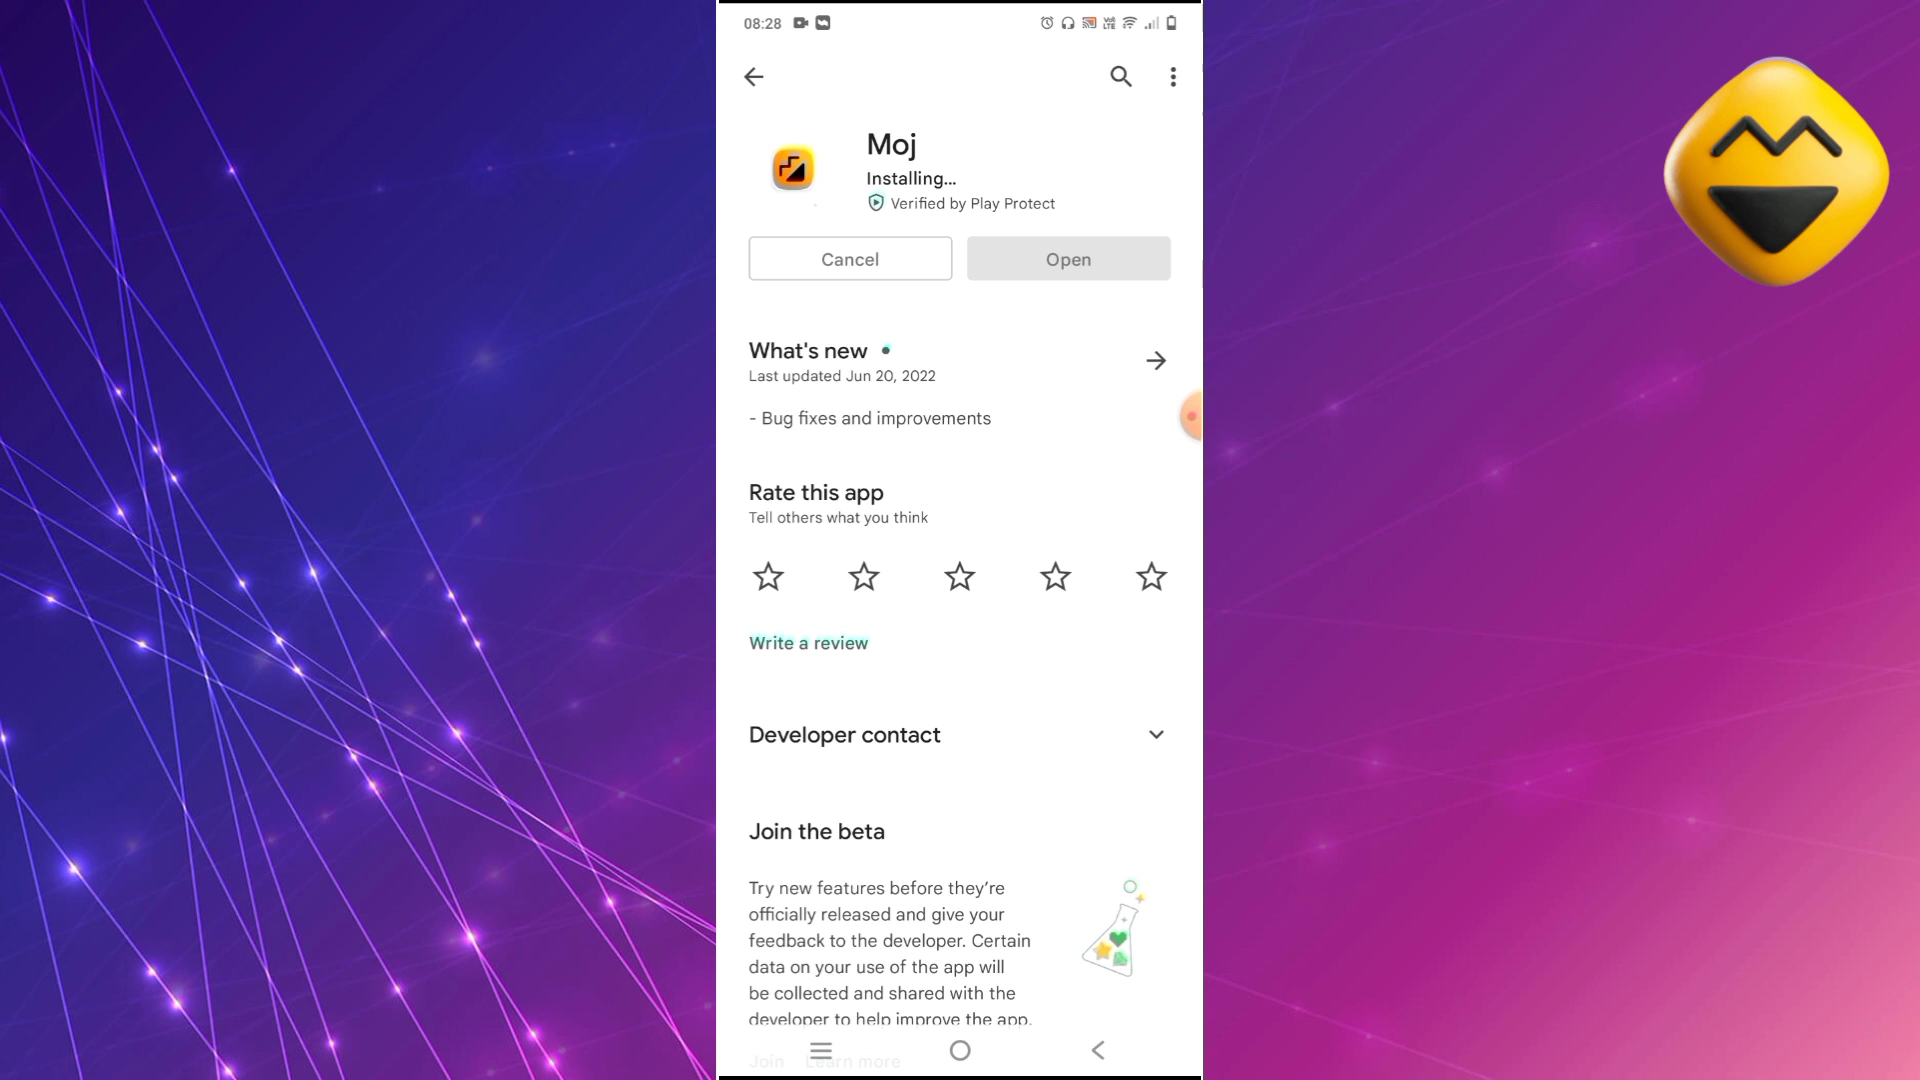 08:28
Moj
Installing...
Verified by Play Protect
Cancel
Open
What's new
Last updated Jun 20, 2022
- Bug fixes and improvements
Rate this app
Tell others what you think
Write a review
Developer contact
Join the beta
Try new features before they’re
officially released and give your
feedback to the developer. Certain
data on your use of the app will
be collected and shared with the
developer to help improve the app.
Join
Learn more